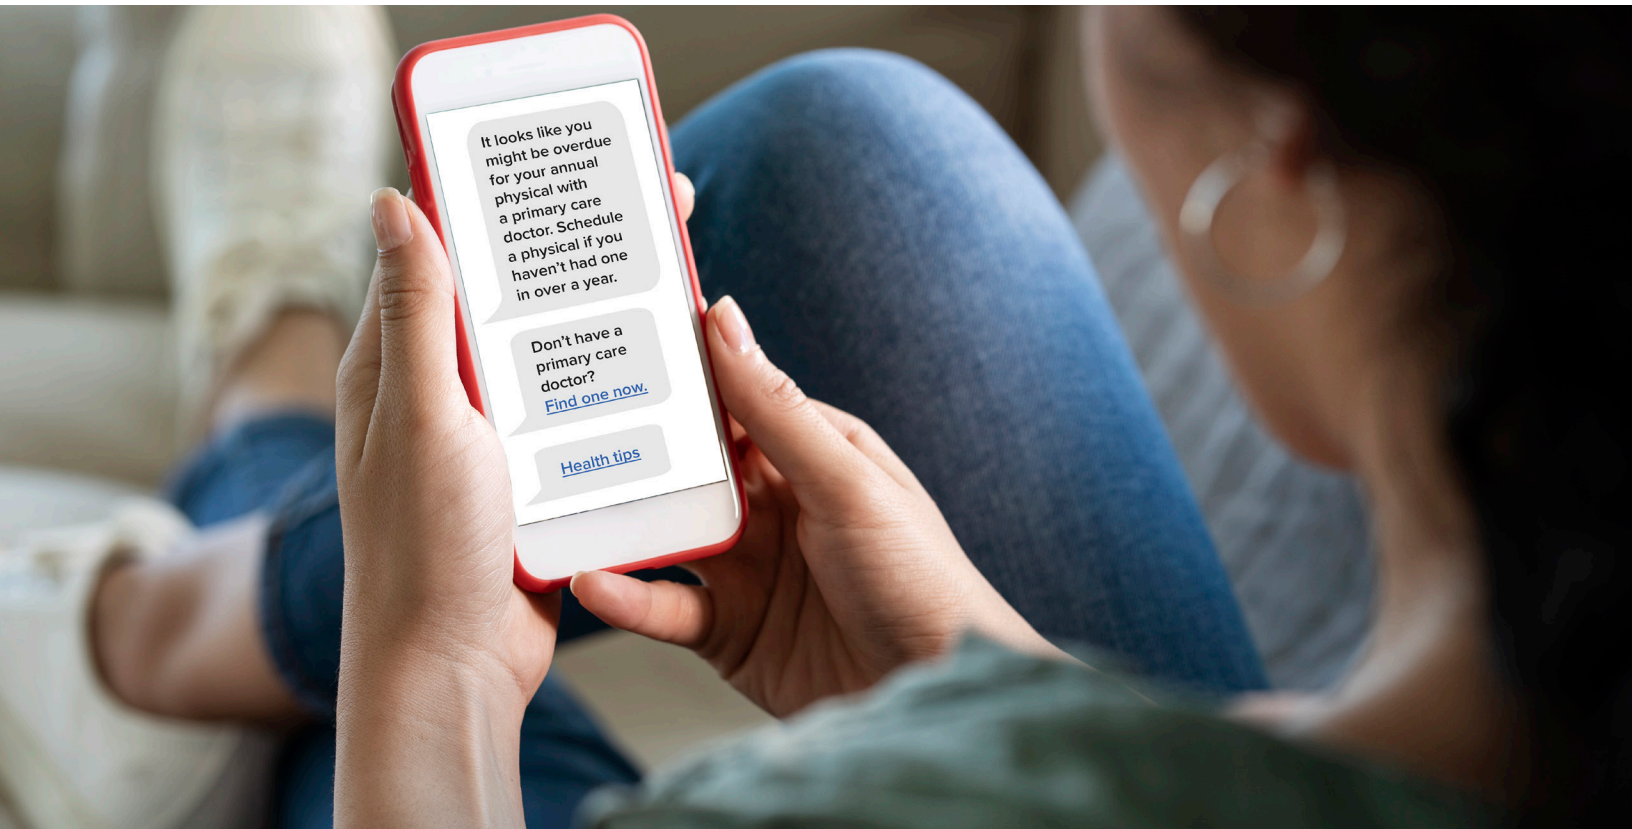 It looks like you
might be overdue
for your annual
physical with
a primary care
doctor. Schedule
a physical if you
haven't had one
in over a year.
Don't have a
primary care
doctor?
Find one now.
Health tips